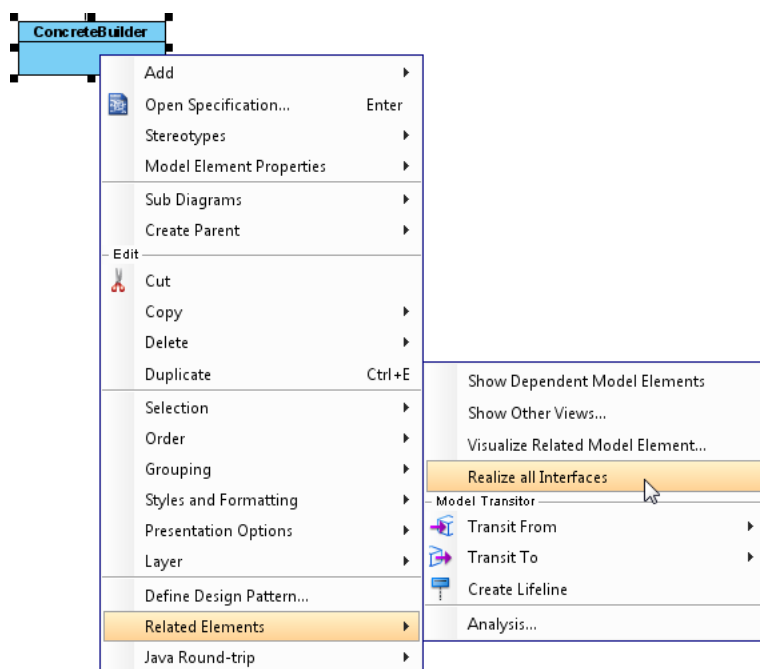 ConcreteBuilder
Add
Open Specification... Enter
Stereotypes
Model Element Properties
Sub Diagrams
Create Parent
Edit
Cut
Copy
Delete
Duplicate Ctrl+E
Selection
Order
Grouping
Styles and Formatting
Presentation Options
Layer
Define Design Pattern...
Related Elements
Java Round-trip
Show Dependent Model Elements
Show Other Views...
Visualize Related Model Element...
Realize all Interfaces
Model Transitor
Transit From
Transit To
Create Lifeline
Analysis...